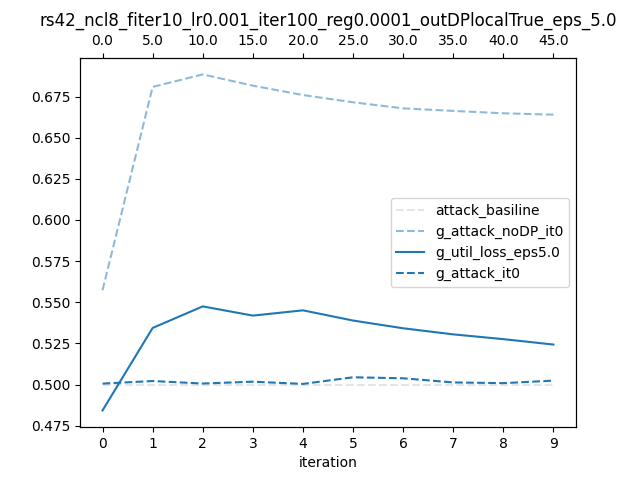 rs42_ncl8_fiter10_lr0.001_iter100_reg0.0001_outDPlocalTrue_eps_5.0
0.0 5.0 10.0 15.0 20.0 25.0 30.0 35.0 40.0 45.0
0.675
0.650
0.625
0.600
0.575
0.550
0.525
0.500
0.475
attack_basiline
g_attack_noDP_it0
g_util_loss_eps5.0
g_attack_it0
0 1 2 3 4 5 6 7 8 9
iteration